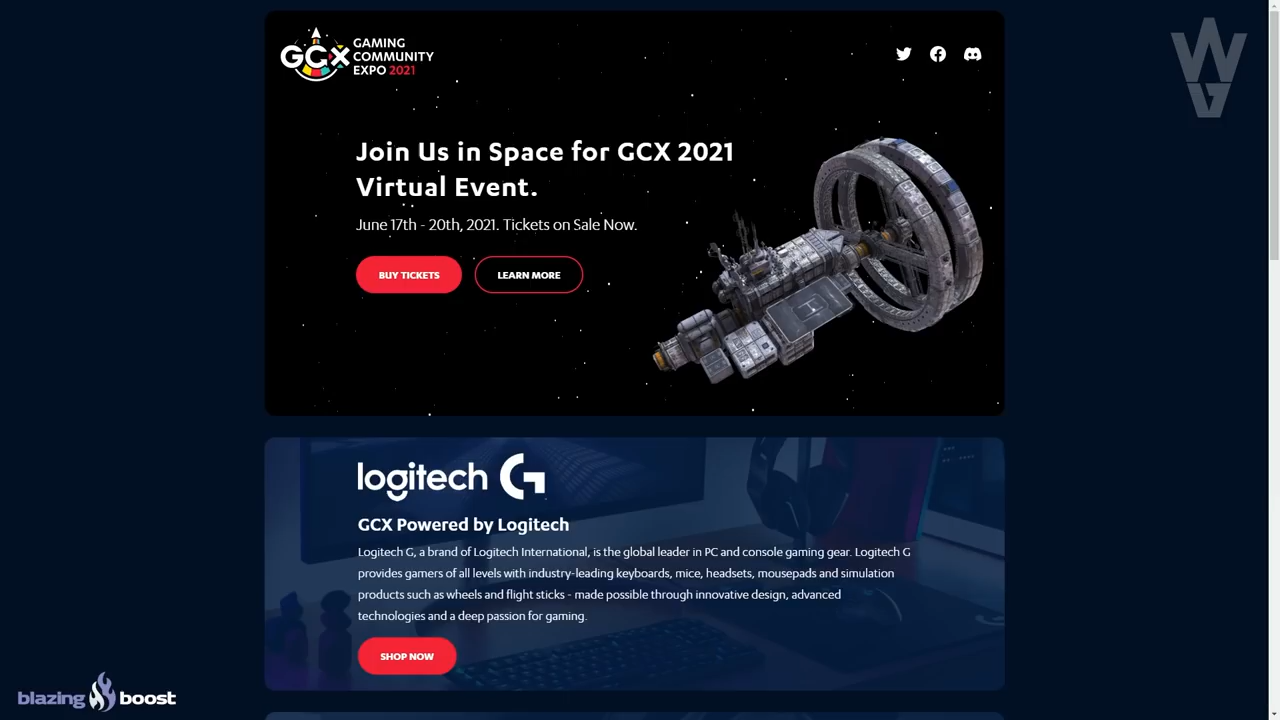 GCX GAMING
COMMUNITY
EXPO 2021
Join Us in Space for GCX 2021
Virtual Event.
June 17th - 20th, 2021. Tickets on Sale Now.
BUY TICKETS
LEARN MORE
logitech G
GCX Powered by Logitech
Logitech G, a brand of Logitech International, is the global leader in PC and console gaming gear. Logitech G
provides gamers of all levels with industry-leading keyboards, mice, headsets, mousepads and simulation
products such as wheels and flight sticks - made possible through innovative design, advanced
technologies and a deep passion for gaming.
SHOP NOW
blazing boost